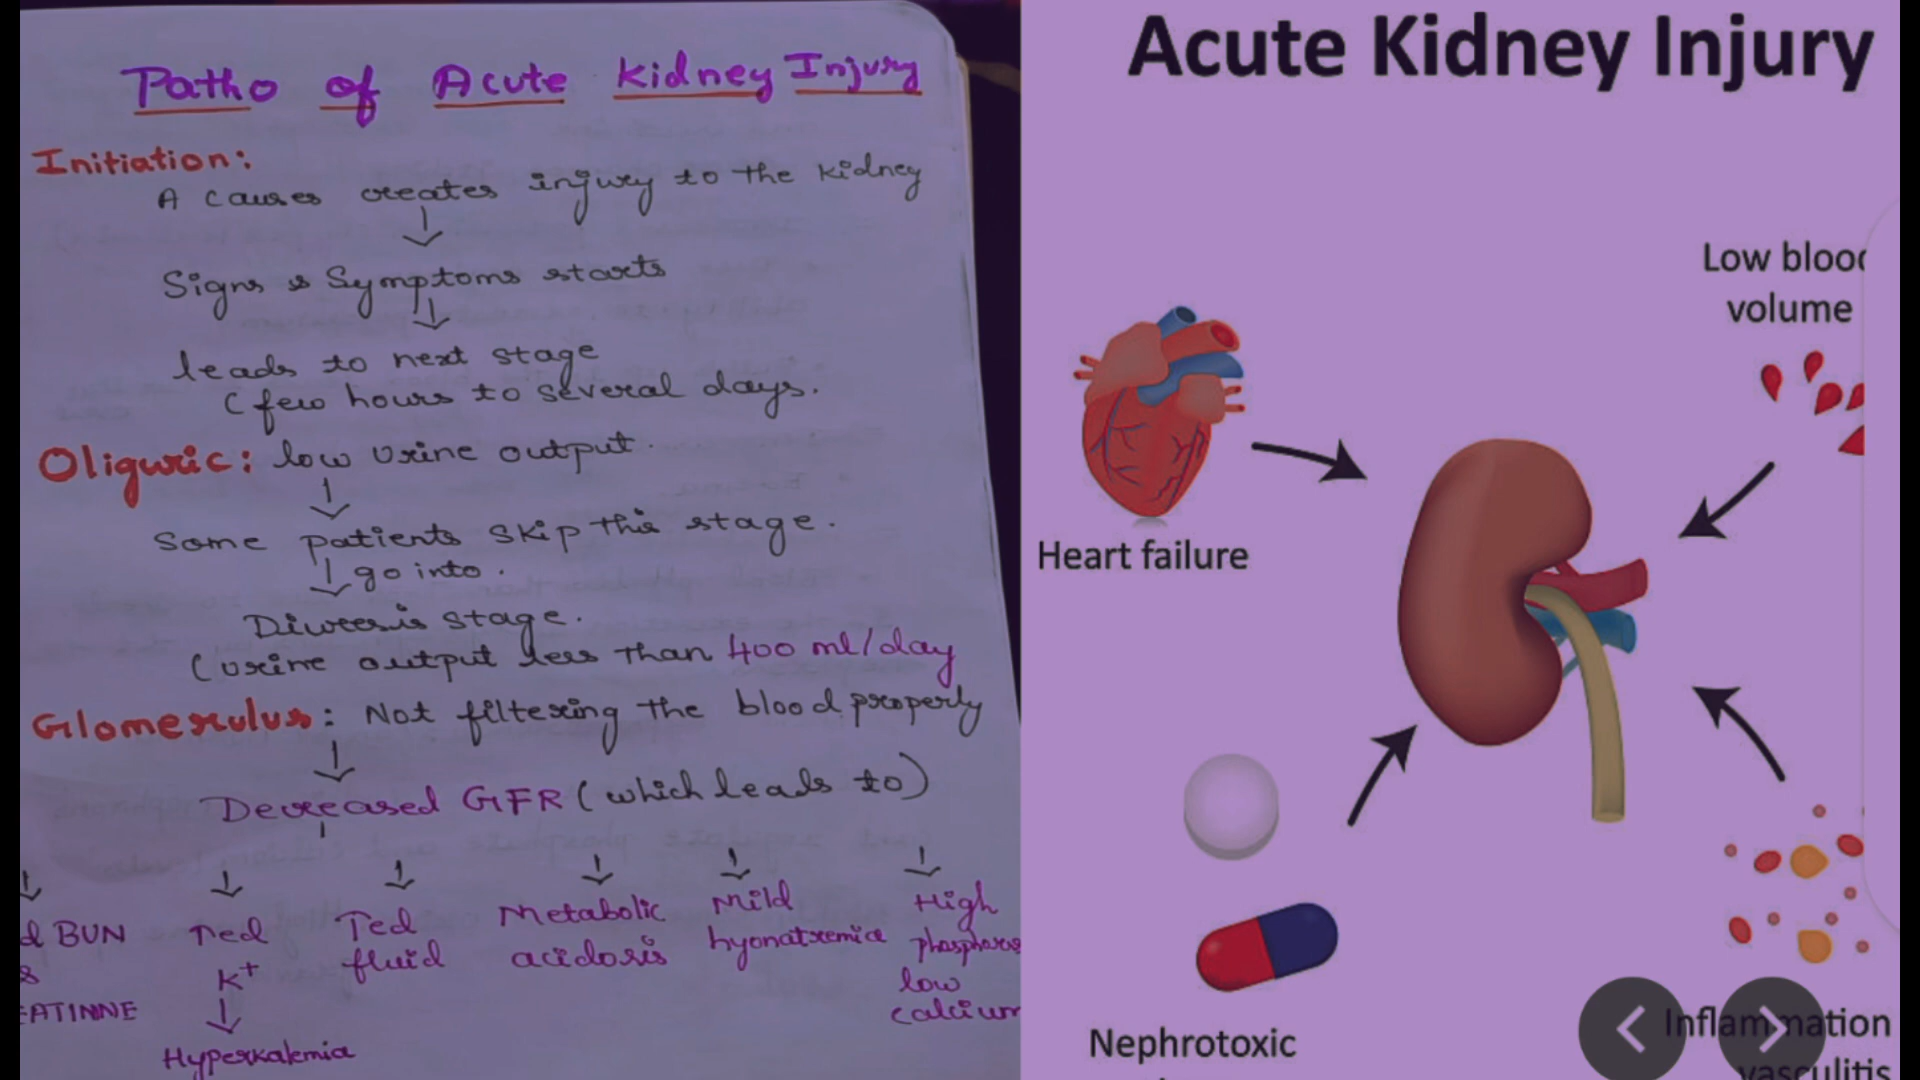 Patho of Acute Kidney Injury
Initiation:
A causes creates injury to the kidney
↓
Signs & Symptoms starts
↓
leads to next stage
(few hours to several days.
Oliguric: low urine output.
↓
Some patients skip this stage.
↓ go into.
Diuresis stage.
(urine output less than 400 ml/day
Glomerulus: Not filtering the blood properly
↓
Decreased GFR (which leads to)
↓ ↓ ↓ ↓ ↓ ↓
d BUN ↑ed ↑ed Metabolic Mild High
& K+ fluid acidosis hyonatremia phosphorus
EATINNE ↓ low
Hyperkalemia calcium
Acute Kidney Injury
Low blood
volume
Heart failure
Nephrotoxic
Inflammation
vasculitis